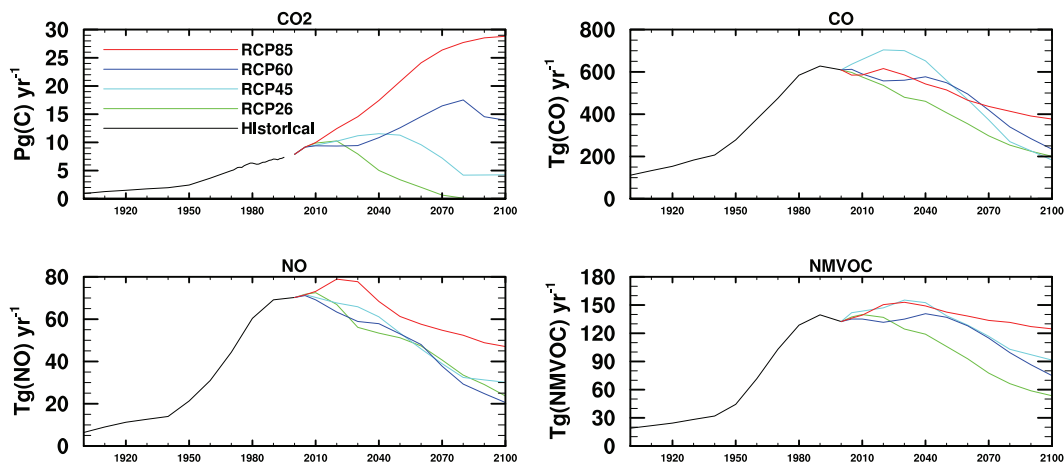 CO2
Pg(C) yr-1
30
25
20
15
10
5
0
RCP85
RCP60
RCP45
RCP26
Historical
1920 1950 1980 2010 2040 2070 2100
CO
Tg(CO) yr-1
800
600
400
200
0
1920 1950 1980 2010 2040 2070 2100
NO
Tg(NO) yr-1
80
60
40
20
0
1920 1950 1980 2010 2040 2070 2100
NMVOC
Tg(NMVOC) yr-1
180
150
120
90
60
30
0
1920 1950 1980 2010 2040 2070 2100